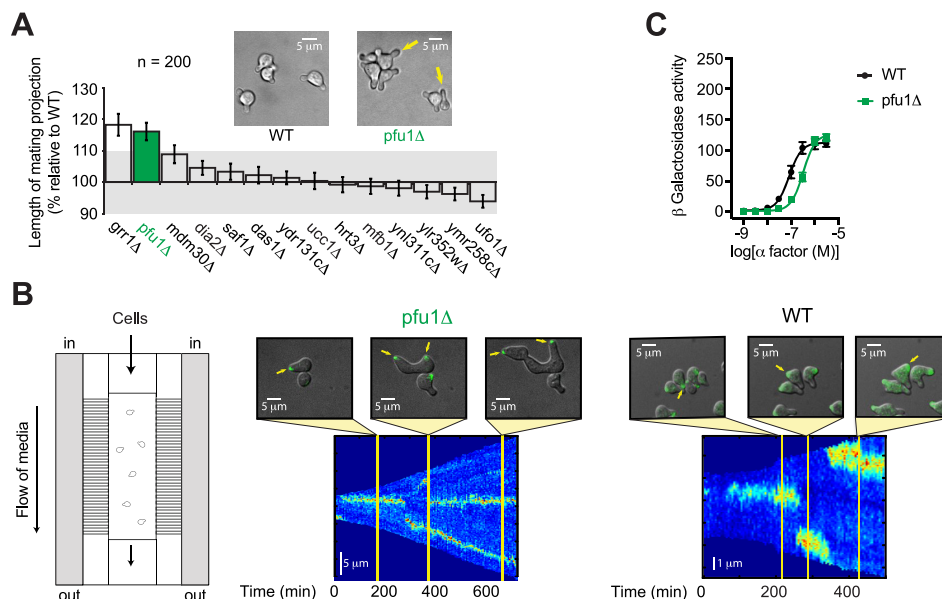 A
n = 200
5 μm
5 μm
WT
pfu1Δ
Length of mating projection
(% relative to WT)
130
120
110
100
90
grr1Δ
pfu1Δ
mdm30Δ
dia2Δ
saf1Δ
das1Δ
ydr131cΔ
ucc1Δ
hrt3Δ
mfb1Δ
ynl311cΔ
ylr352wΔ
ymr258cΔ
ufo1Δ
C
β Galactosidase activity
250
200
150
100
50
0
-9
-7
-5
log[α factor (M)]
WT
pfu1Δ
B
Cells
in
in
Flow of media
out
out
pfu1Δ
5 μm
5 μm
5 μm
5 μm
Time (min)
0
200
400
600
WT
5 μm
5 μm
5 μm
1 μm
Time (min)
0
200
400